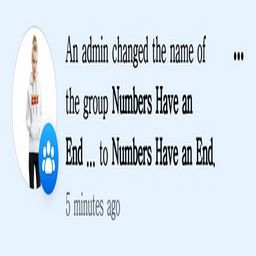 An admin changed the name of
the group Numbers Have an
End ... to Numbers Have an End.
5 minutes ago